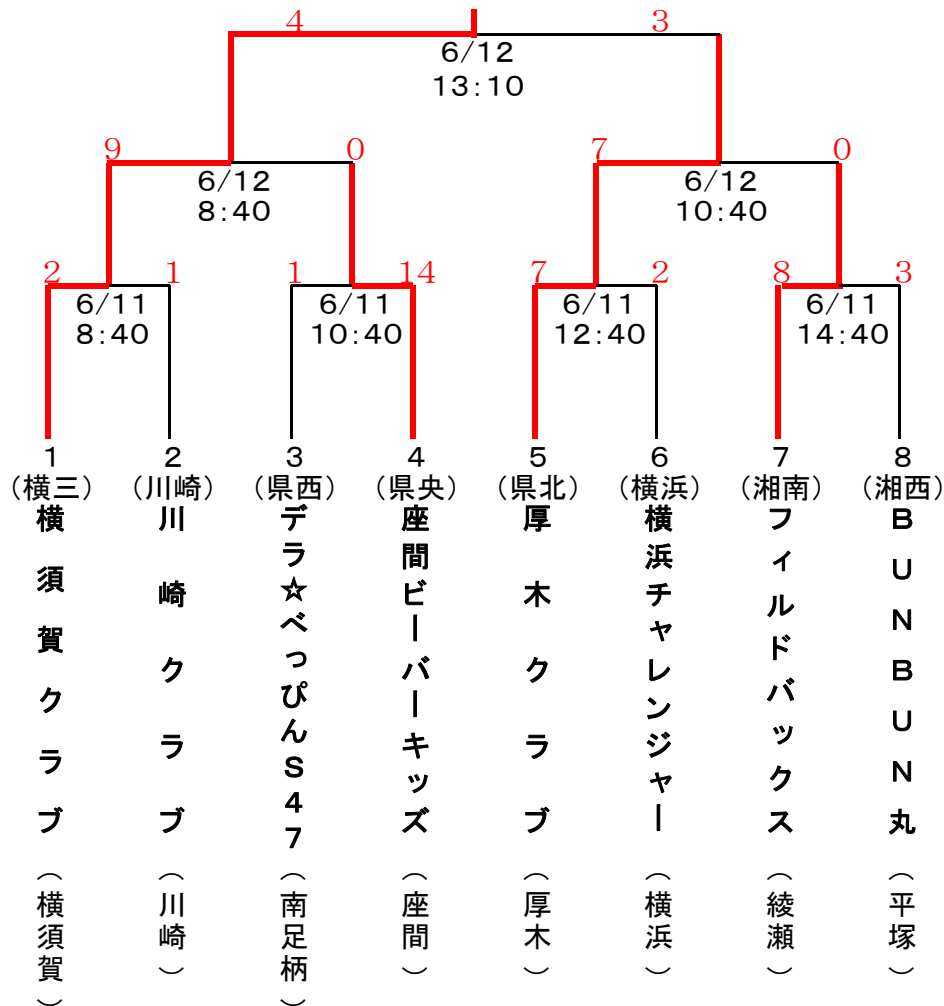 4 3
6/12
13:10
9 0 7 0
6/12 6/12
8:40 10:40
2 1 1 14 7 2 8 3
6/11 6/11 6/11 6/11
8:40 10:40 12:40 14:40
1 2 3 4 5 6 7 8
(横三) (川崎) (県西) (県央) (県北) (横浜) (湘南) (湘西)
横須賀クラブ(横須賀)
川崎クラブ(川崎)
デラ☆べっぴんS47(南足柄)
座間ビーバーキッズ(座間)
厚木クラブ(厚木)
横浜チャレンジャー(横浜)
フィルドバックス(綾瀬)
BUNBUN丸(平塚)